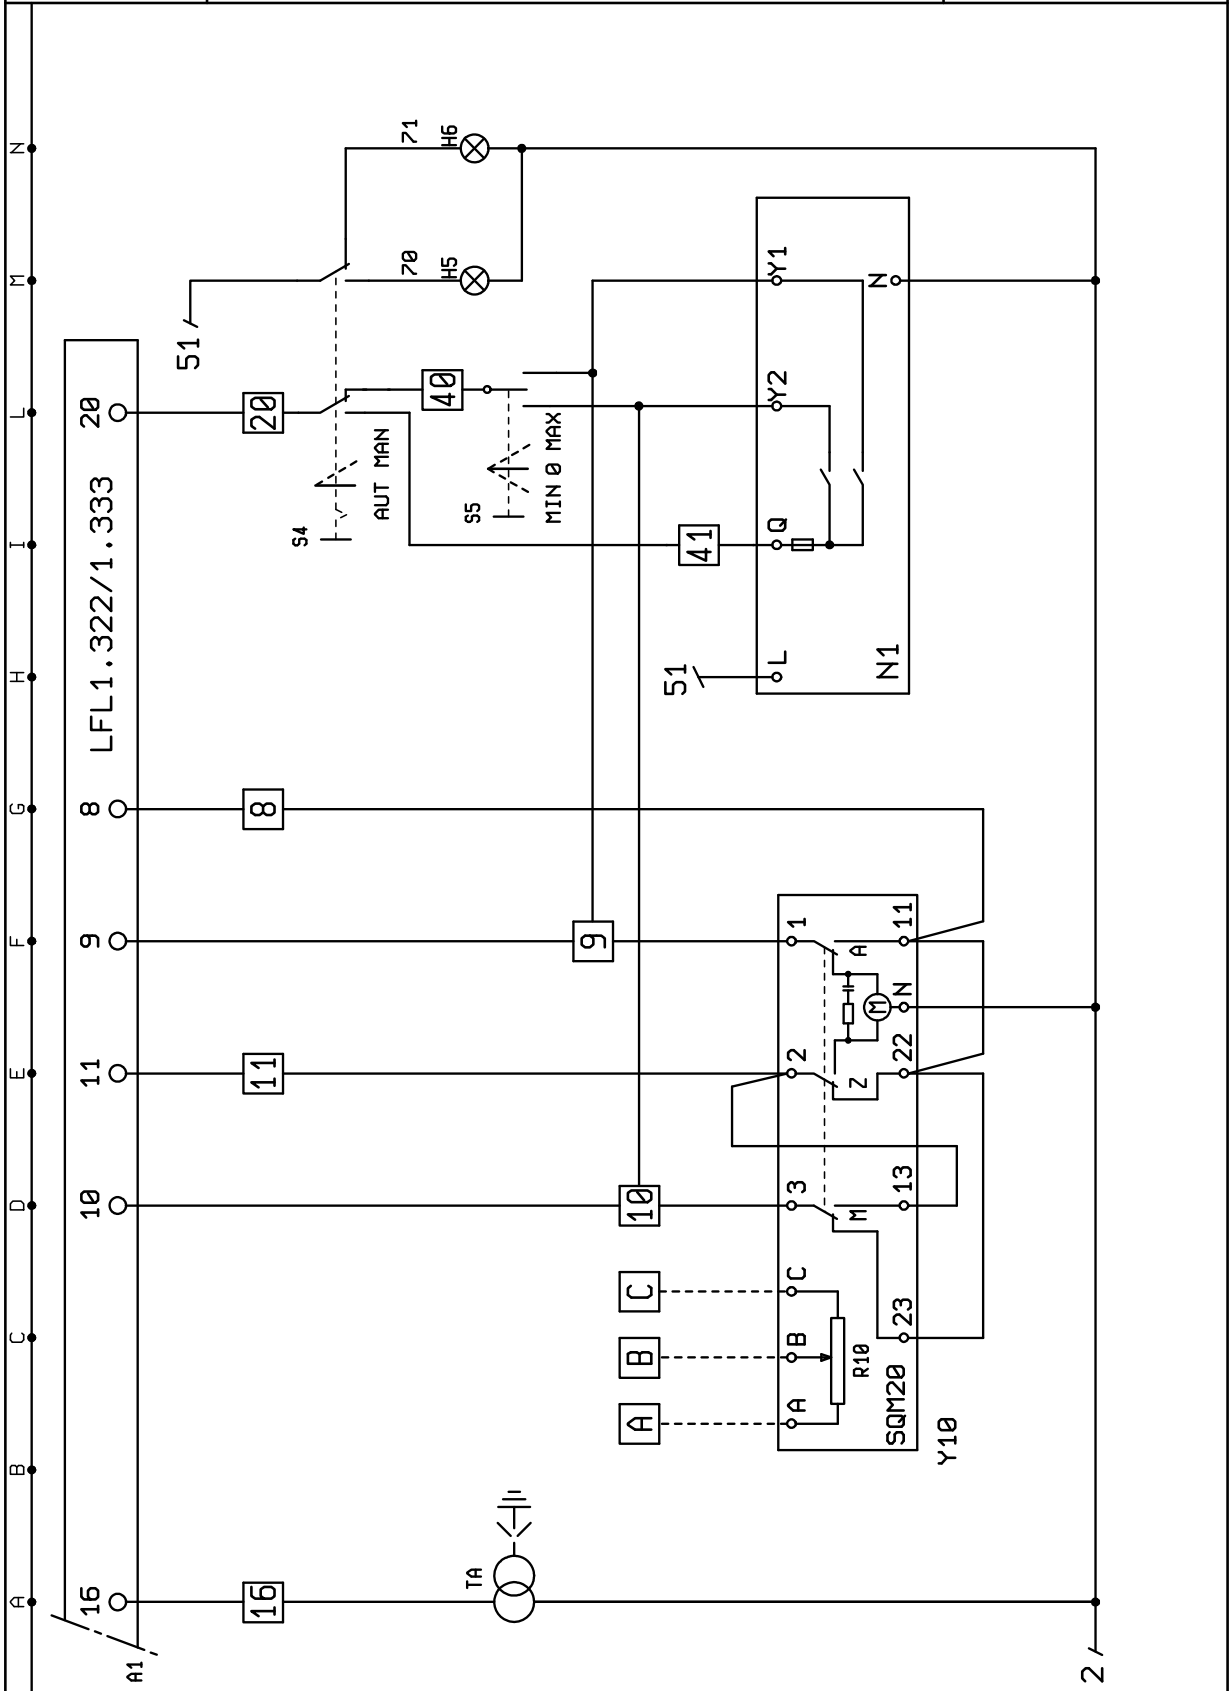 A B C D E F G H I L M N
A1
16 10 11 9 8 LFL1.322/1.333 20
16
11
8
20
51
S4
AUT MAN
70
71
H5
H6
40
S5
MIN 0 MAX
TA
9
10
A
B
C
41
51
L
Q
Y2
Y1
N
N1
A
B
C
3
2
1
R10
M
Z
A
M
SQM20
23
13
22
N
11
Y10
2